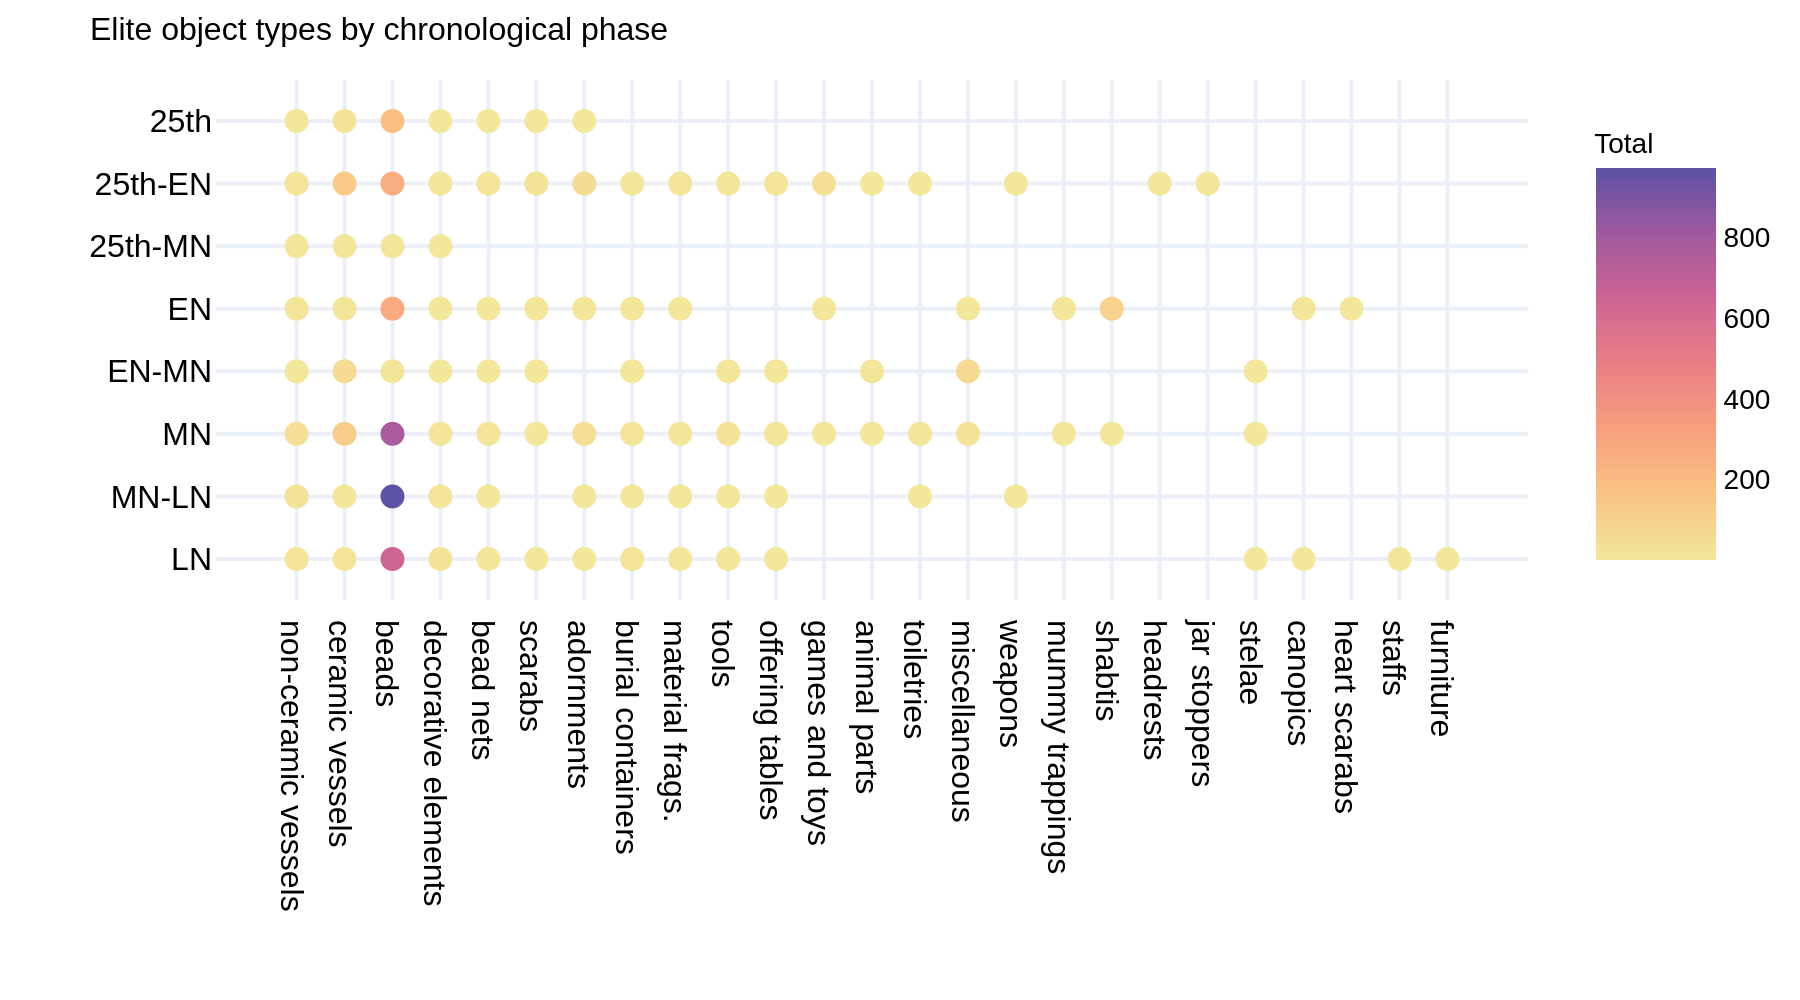 Elite object types by chronological phase
25th
25th-EN
25th-MN
EN
EN-MN
MN
MN-LN
LN
non-ceramic vessels
ceramic vessels
beads
decorative elements
bead nets
scarabs
adornments
burial containers
material frags.
tools
offering tables
games and toys
animal parts
toiletries
miscellaneous
weapons
mummy trappings
shabtis
headrests
jar stoppers
stelae
canopics
heart scarabs
staffs
furniture
Total
800
600
400
200